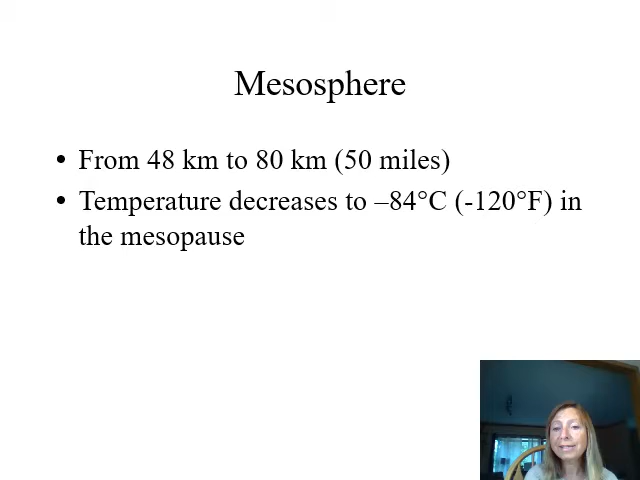 Mesosphere
• From 48 km to 80 km (50 miles)
• Temperature decreases to –84°C (-120°F) in
the mesopause